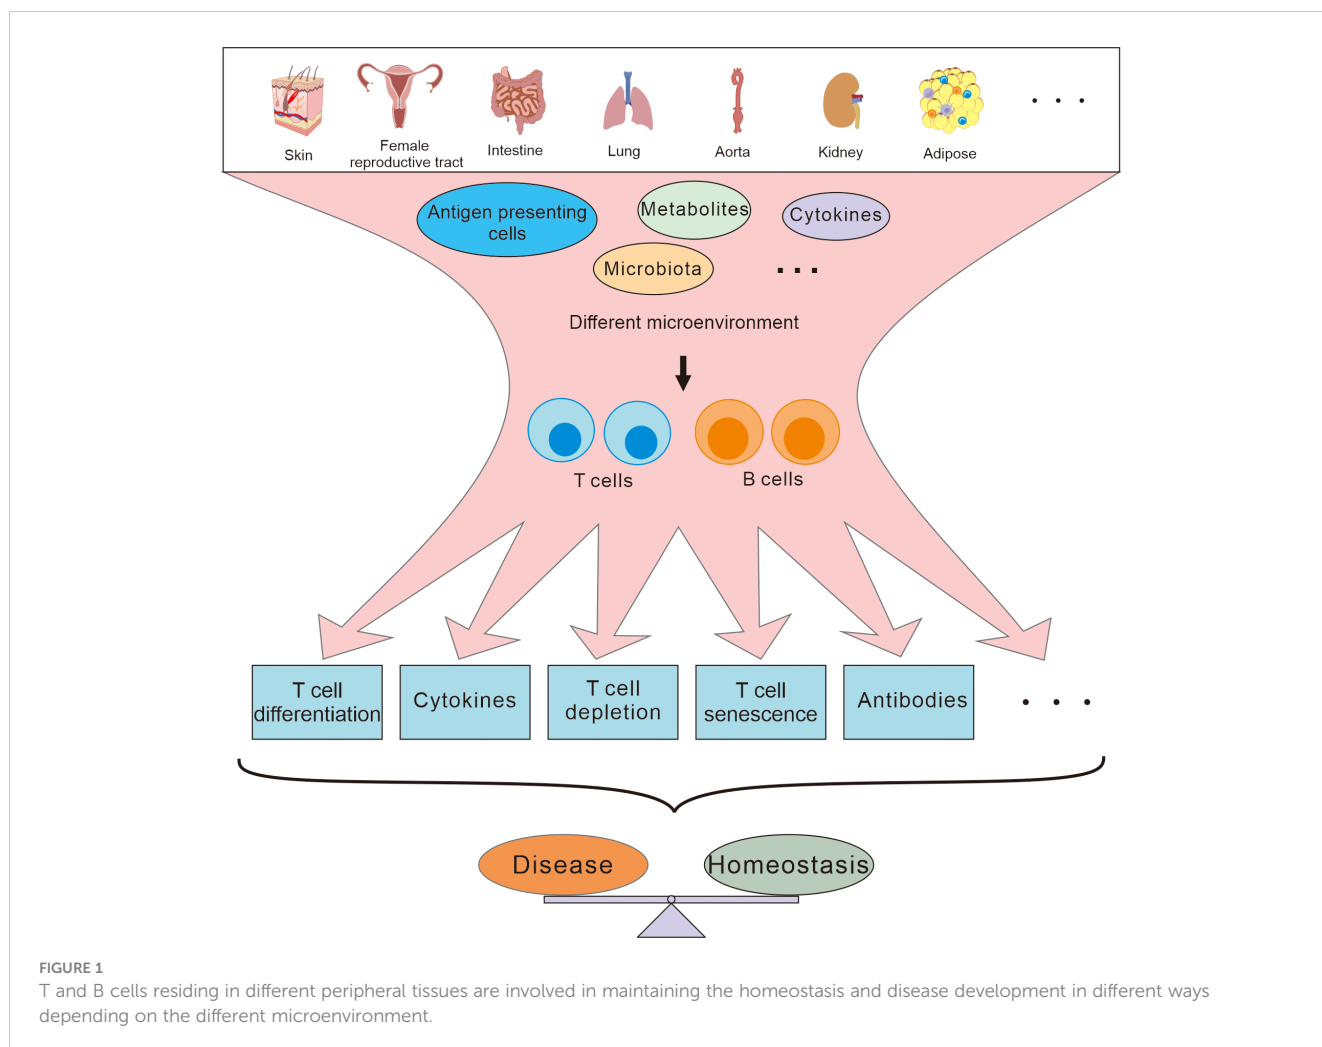 Skin
Female
reproductive tract
Intestine
Lung
Aorta
Kidney
Adipose
. . .
Antigen presenting
cells
Metabolites
Cytokines
Microbiota
...
Different microenvironment
T cells
B cells
T cell
differentiation
Cytokines
T cell
depletion
T cell
senescence
Antibodies
. . .
Disease
Homeostasis
FIGURE 1
T and B cells residing in different peripheral tissues are involved in maintaining the homeostasis and disease development in different ways
depending on the different microenvironment.